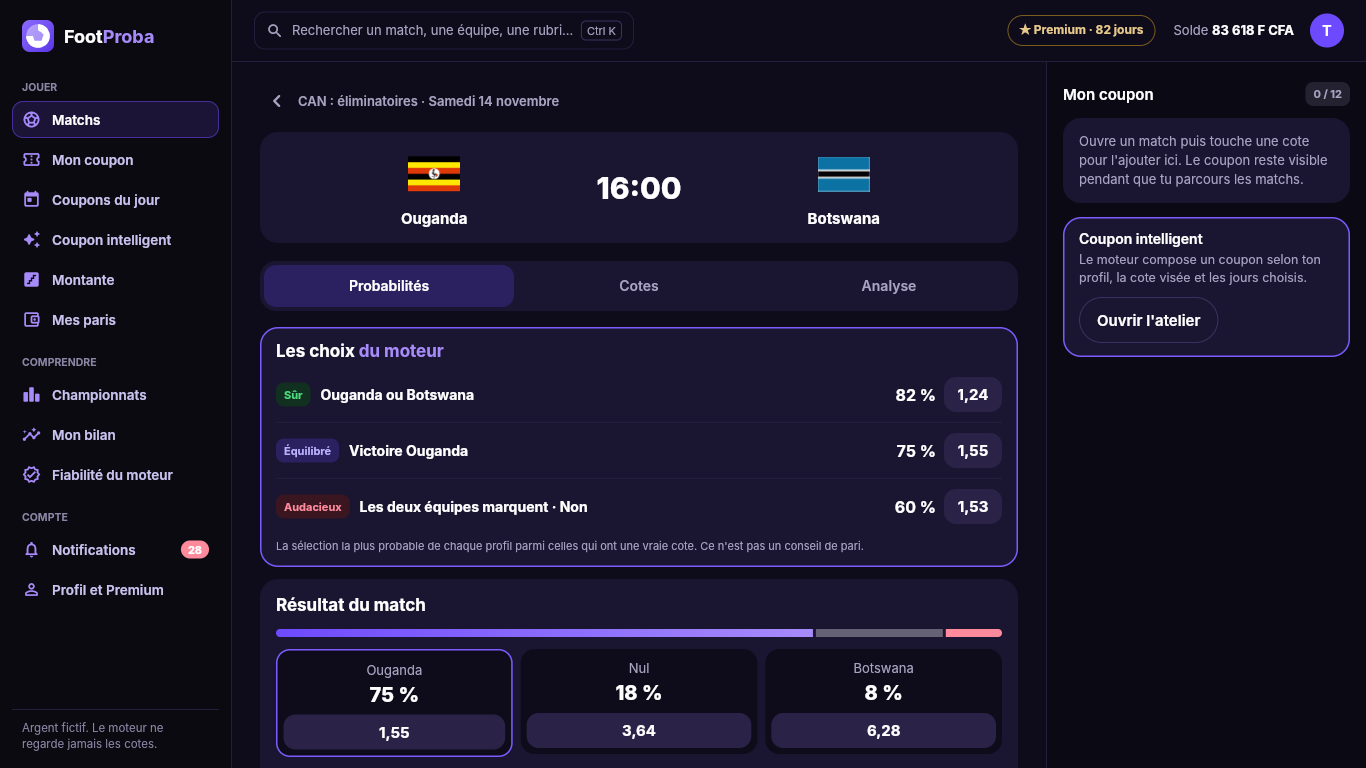 FootProba
Rechercher un match, une équipe, une rubri... Ctrl K
★ Premium · 82 jours
Solde 83 618 F CFA
T
JOUER
Matchs
Mon coupon
Coupons du jour
Coupon intelligent
Montante
Mes paris
COMPRENDRE
Championnats
Mon bilan
Fiabilité du moteur
COMPTE
Notifications 28
Profil et Premium
Argent fictif. Le moteur ne
regarde jamais les cotes.
CAN : éliminatoires · Samedi 14 novembre
Ouganda
16:00
Botswana
Probabilités Cotes Analyse
Les choix du moteur
Sûr Ouganda ou Botswana 82 % 1,24
Équilibré Victoire Ouganda 75 % 1,55
Audacieux Les deux équipes marquent · Non 60 % 1,53
La sélection la plus probable de chaque profil parmi celles qui ont une vraie cote. Ce n'est pas un conseil de pari.
Résultat du match
Ouganda Nul Botswana
75 % 18 % 8 %
1,55 3,64 6,28
Mon coupon 0 / 12
Ouvre un match puis touche une cote
pour l'ajouter ici. Le coupon reste visible
pendant que tu parcours les matchs.
Coupon intelligent
Le moteur compose un coupon selon ton
profil, la cote visée et les jours choisis.
Ouvrir l'atelier